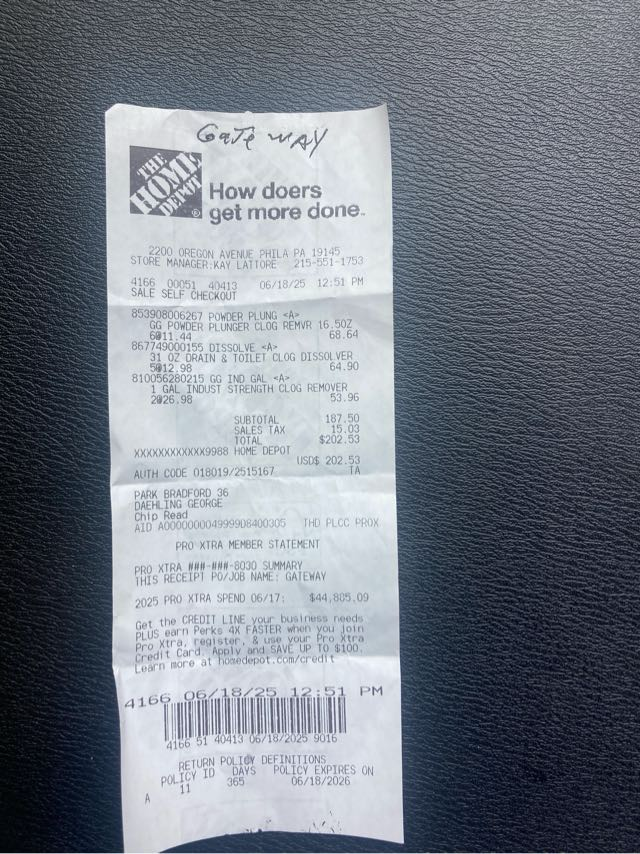 GATEWAY
THE HOME DEPOT ®
How doers
get more done™
2200 OREGON AVENUE PHILA PA 19145
STORE MANAGER:KAY LATTORE 215-551-1753
4166 00051 40413 06/18/25 12:51 PM
SALE SELF CHECKOUT
853908006267 POWDER PLUNG <A>
GG POWDER PLUNGER CLOG REMVR 16.5OZ
6@11.44 68.64
867749000155 DISSOLVE <A>
31 OZ DRAIN & TOILET CLOG DISSOLVER
5@12.98 64.90
810056280215 GG IND GAL <A>
1 GAL INDUST STRENGTH CLOG REMOVER
2@26.98 53.96
SUBTOTAL 187.50
SALES TAX 15.03
TOTAL $202.53
XXXXXXXXXXXX9988 HOME DEPOT
USD$ 202.53
AUTH CODE 018019/2515167 TA
PARK BRADFORD 36
DAEHLING GEORGE
Chip Read
AID A0000000049999D8400305 THD PLCC PROX
PRO XTRA MEMBER STATEMENT
PRO XTRA ###-###-8030 SUMMARY
THIS RECEIPT PO/JOB NAME: GATEWAY
2025 PRO XTRA SPEND 06/17: $44,885.09
Get the CREDIT LINE your business needs
PLUS earn Perks 4X FASTER when you join
Pro Xtra, register, & use your Pro Xtra
Credit Card. Apply and SAVE UP TO $100.
Learn more at homedepot.com/credit
4166 06/18/25 12:51 PM
4166 51 40413 06/18/2025 9016
RETURN POLICY DEFINITIONS
POLICY ID DAYS POLICY EXPIRES ON
A 11 365 06/18/2026